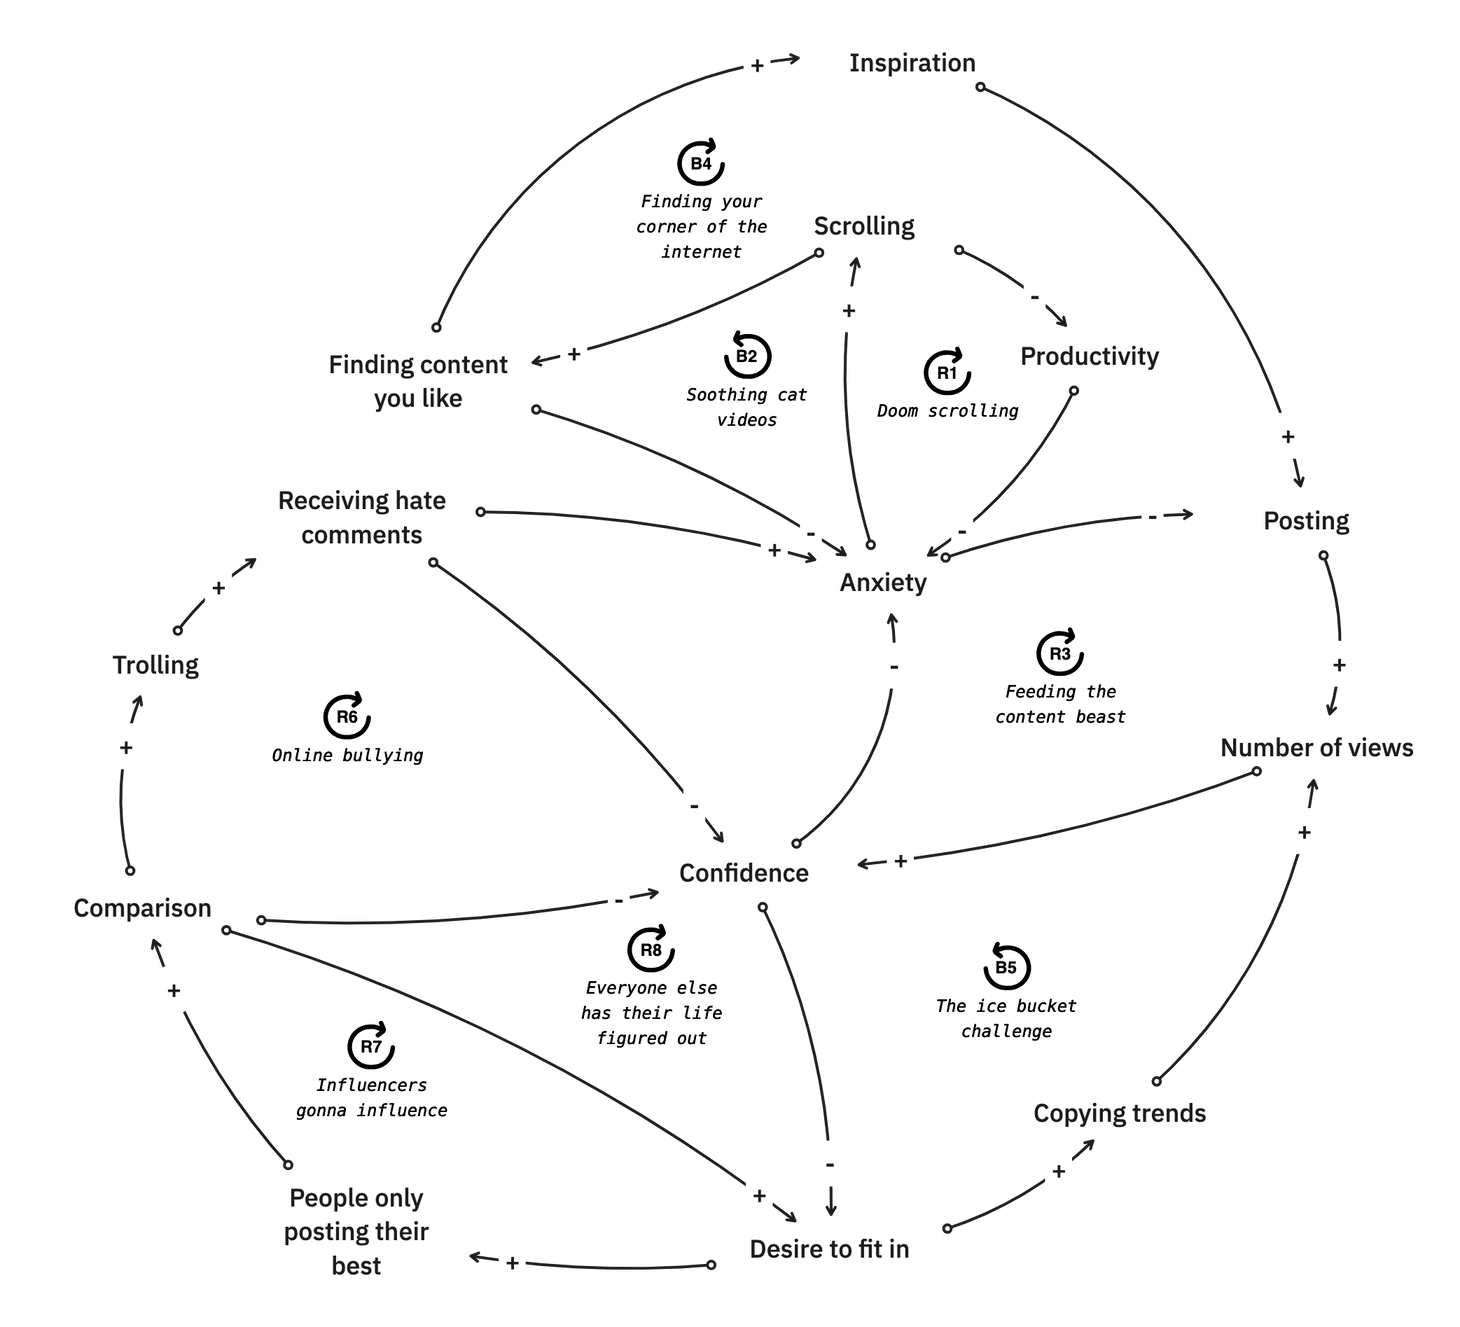 +
Inspiration
B4
Finding your
corner of the
internet
Scrolling
-
+
+
Finding content
you like
B2
Soothing cat
videos
R1
Doom scrolling
Productivity
+
Receiving hate
comments
+
-
-
-
Posting
Anxiety
+
Trolling
-
R3
Feeding the
content beast
+
R6
Online bullying
+
Number of views
-
+
+
Confidence
Comparison
-
+
R8
Everyone else
has their life
figured out
B5
The ice bucket
challenge
R7
Influencers
gonna influence
Copying trends
+
-
+
People only
posting their
best
Desire to fit in
+